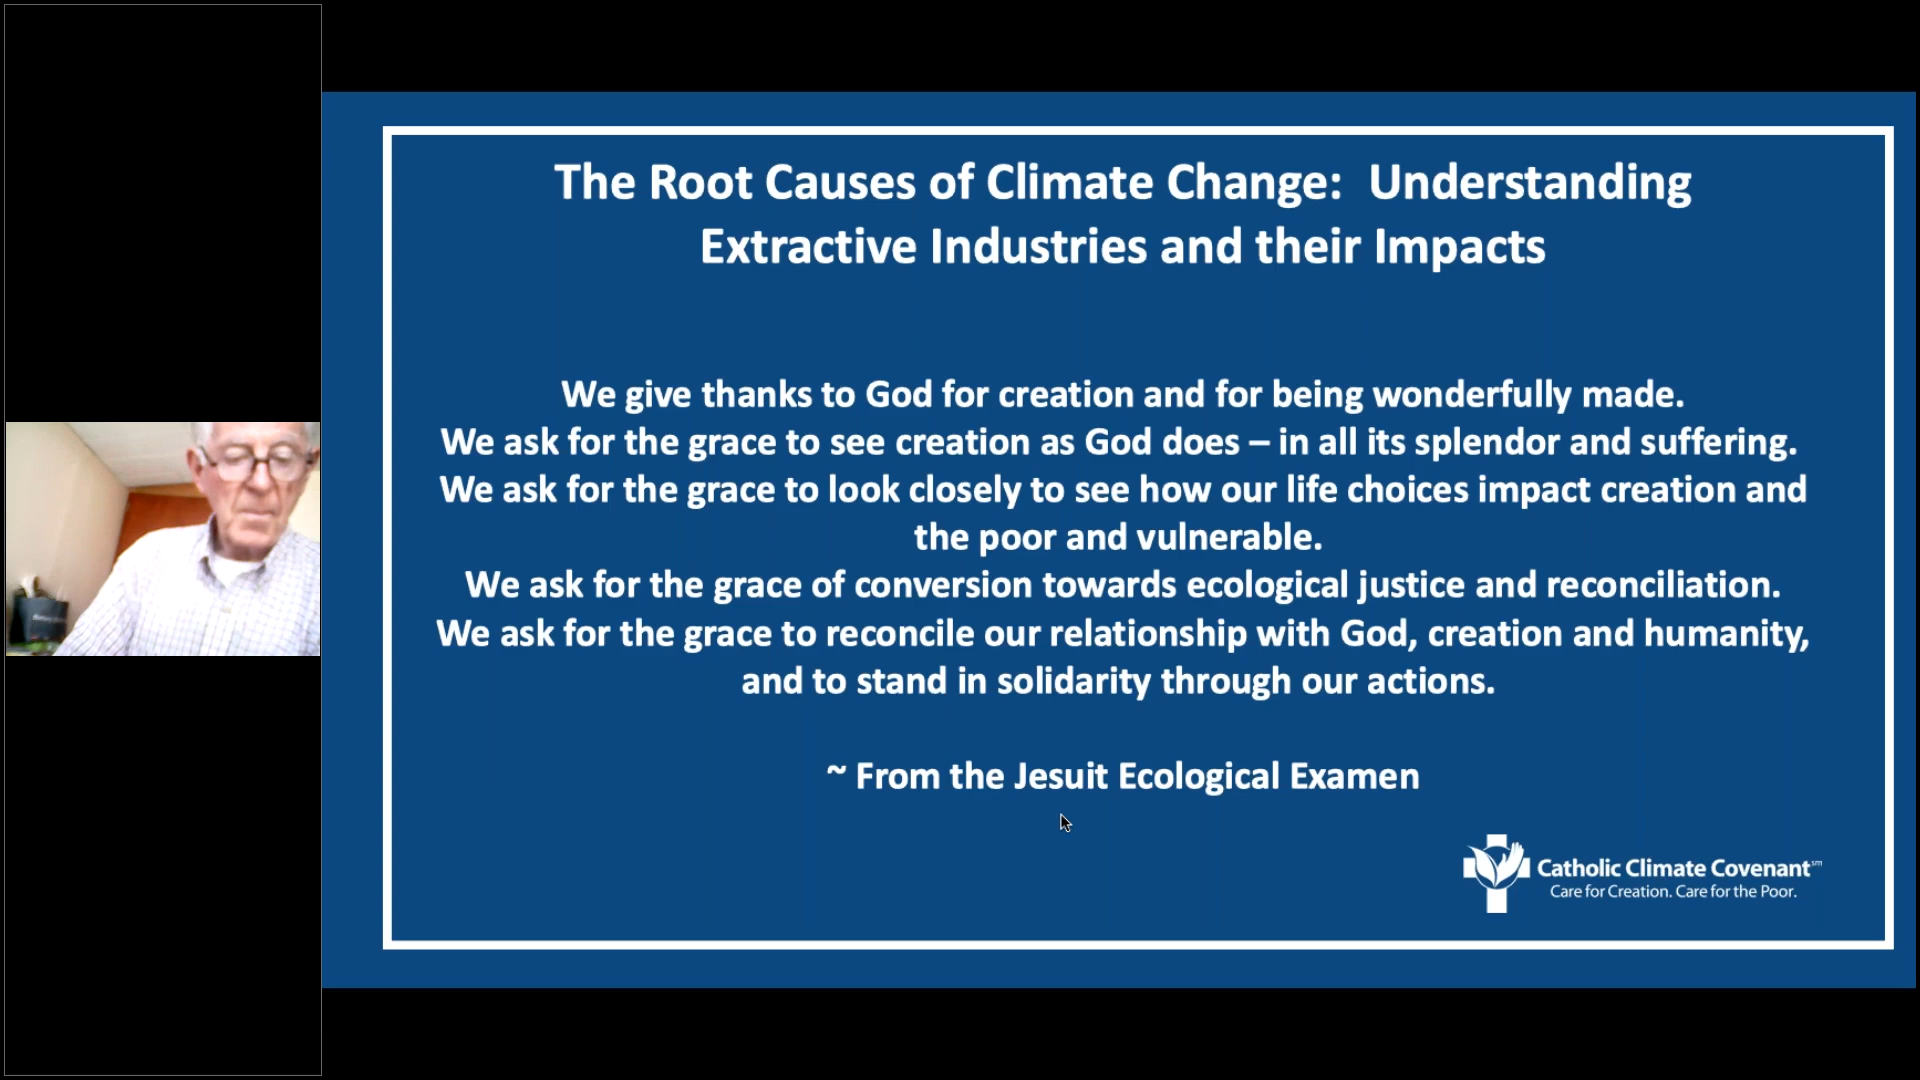 The Root Causes of Climate Change:  Understanding
Extractive Industries and their Impacts
We give thanks to God for creation and for being wonderfully made.
We ask for the grace to see creation as God does – in all its splendor and suffering.
We ask for the grace to look closely to see how our life choices impact creation and
the poor and vulnerable.
We ask for the grace of conversion towards ecological justice and reconciliation.
We ask for the grace to reconcile our relationship with God, creation and humanity,
and to stand in solidarity through our actions.
~ From the Jesuit Ecological Examen
Catholic Climate Covenant℠
Care for Creation. Care for the Poor.